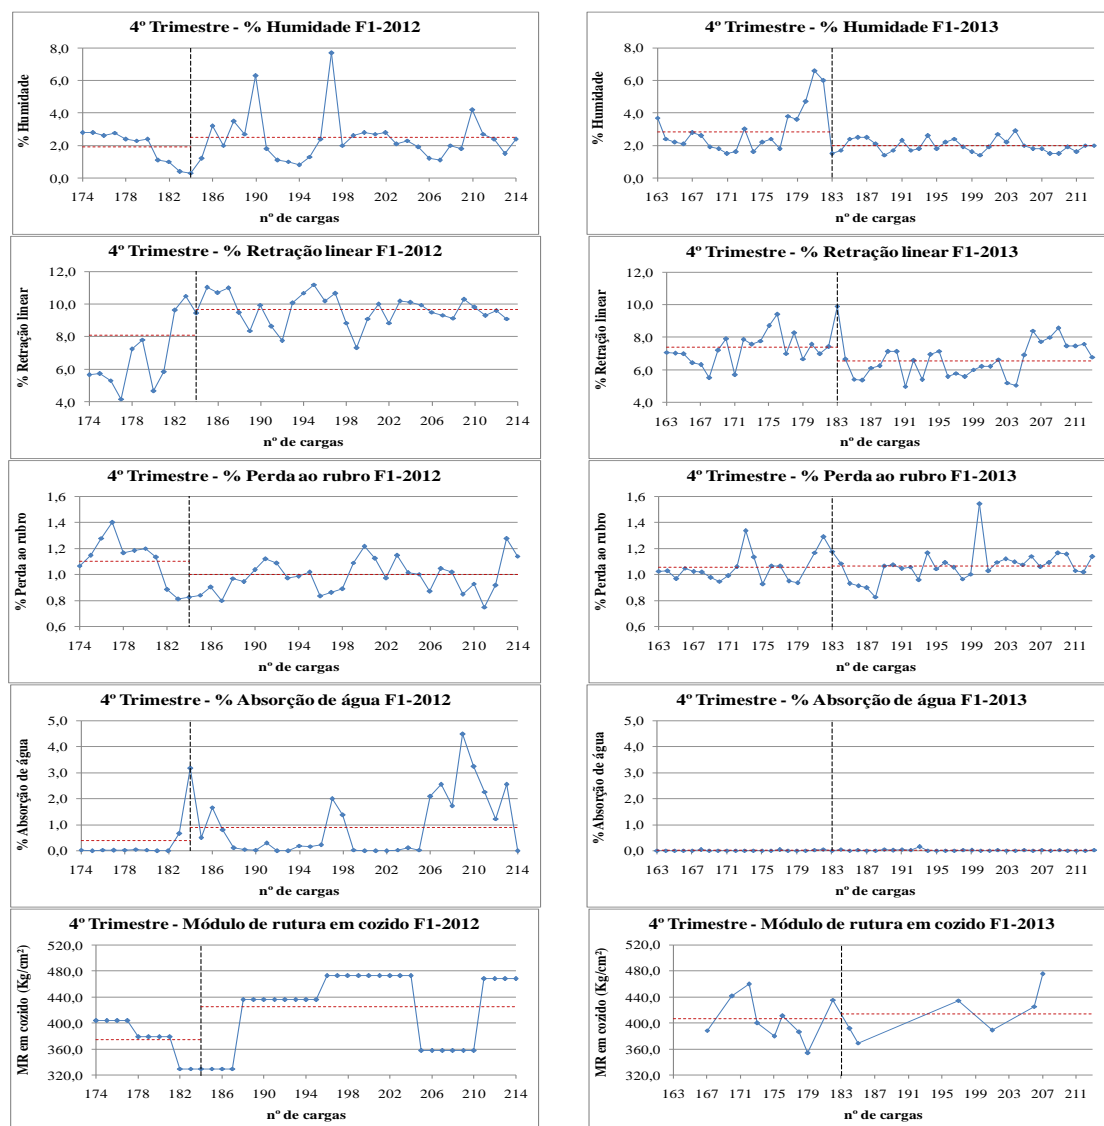 4º Trimestre - % Humidade F1-2012
% Humidade
8,0
6,0
4,0
2,0
0,0
174 178 182 186 190 194 198 202 206 210 214
nº de cargas
4º Trimestre - % Humidade F1-2013
% Humidade
8,0
6,0
4,0
2,0
0,0
163 167 171 175 179 183 187 191 195 199 203 207 211
nº de cargas
4º Trimestre - % Retração linear F1-2012
% Retração linear
12,0
10,0
8,0
6,0
4,0
174 178 182 186 190 194 198 202 206 210 214
nº de cargas
4º Trimestre - % Retração linear F1-2013
% Retração linear
12,0
10,0
8,0
6,0
4,0
163 167 171 175 179 183 187 191 195 199 203 207 211
nº de cargas
4º Trimestre - % Perda ao rubro F1-2012
% Perda ao rubro
1,6
1,4
1,2
1,0
0,8
0,6
174 178 182 186 190 194 198 202 206 210 214
nº de cargas
4º Trimestre - % Perda ao rubro F1-2013
% Perda ao rubro
1,6
1,4
1,2
1,0
0,8
0,6
163 167 171 175 179 183 187 191 195 199 203 207 211
nº de cargas
4º Trimestre - % Absorção de água F1-2012
% Absorção de água
5,0
4,0
3,0
2,0
1,0
0,0
174 178 182 186 190 194 198 202 206 210 214
nº de cargas
4º Trimestre - % Absorção de água F1-2013
% Absorção de água
5,0
4,0
3,0
2,0
1,0
0,0
163 167 171 175 179 183 187 191 195 199 203 207 211
nº de cargas
4º Trimestre - Módulo de rutura em cozido F1-2012
MR em cozido (Kg/cm²)
520,0
480,0
440,0
400,0
360,0
320,0
174 178 182 186 190 194 198 202 206 210 214
nº de cargas
4º Trimestre - Módulo de rutura em cozido F1-2013
MR em cozido (Kg/cm²)
520,0
480,0
440,0
400,0
360,0
320,0
163 167 171 175 179 183 187 191 195 199 203 207 211
nº de cargas